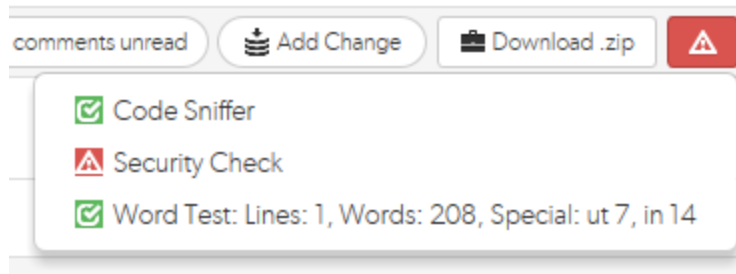 comments unread Add Change Download .zip
Code Sniffer
Security Check
Word Test: Lines: 1, Words: 208, Special: ut 7, in 14